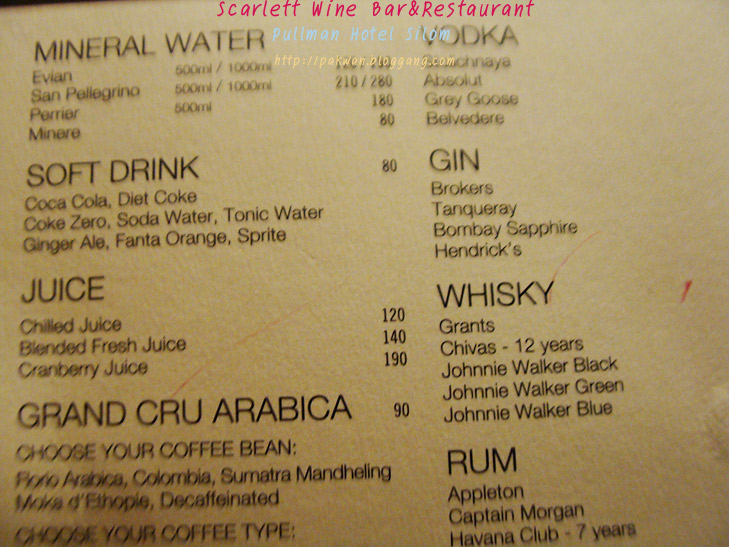 Scarlett Wine Bar&Restaurant
Pullman Hotel Silom
http://pakwan.bloggang.com
MINERAL WATER
Evian 500ml / 1000ml
San Pellegrino 500ml / 1000ml 210 / 280
Perrier 500ml 180
Minere 80
SOFT DRINK 80
Coca Cola, Diet Coke
Coke Zero, Soda Water, Tonic Water
Ginger Ale, Fanta Orange, Sprite
JUICE
Chilled Juice 120
Blended Fresh Juice 140
Cranberry Juice 190
GRAND CRU ARABICA 90
CHOOSE YOUR COFFEE BEAN:
Arabica, Colombia, Sumatra Mandheling
Moka d'Ethopie, Decaffeinated
CHOOSE YOUR COFFEE TYPE:
VODKA
Absolut
Grey Goose
Belvedere
GIN
Brokers
Tanqueray
Bombay Sapphire
Hendrick's
WHISKY
Grants
Chivas - 12 years
Johnnie Walker Black
Johnnie Walker Green
Johnnie Walker Blue
RUM
Appleton
Captain Morgan
Havana Club - 7 years